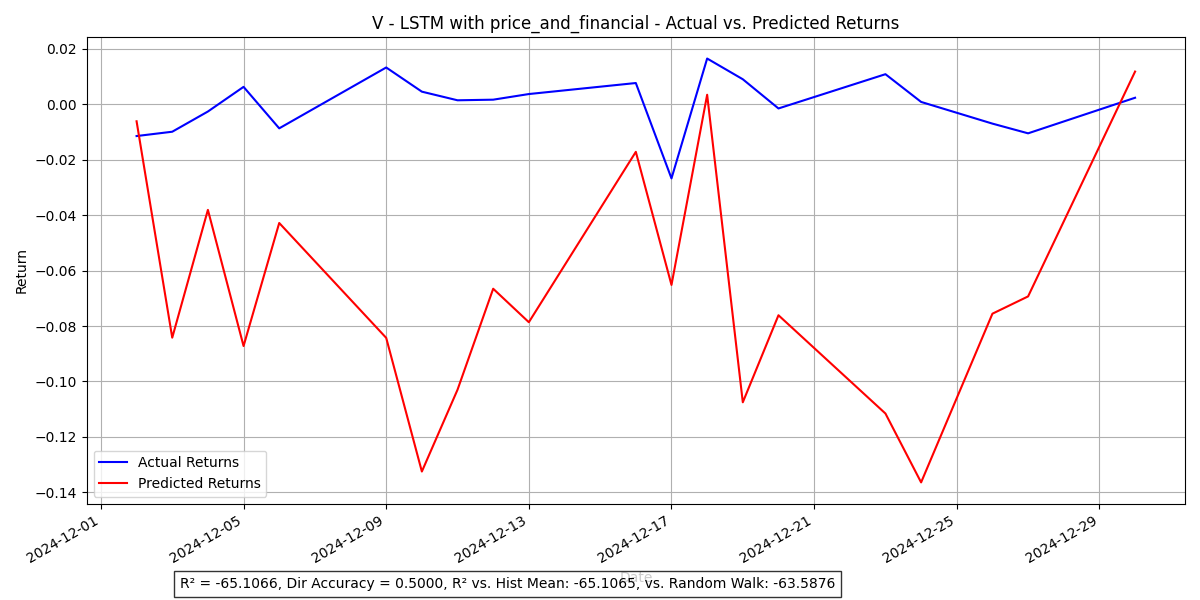 V - LSTM with price_and_financial - Actual vs. Predicted Returns
0.02
0.00
−0.02
−0.04
−0.06
−0.08
−0.10
−0.12
−0.14
Return
Actual Returns
Predicted Returns
2024-12-01
2024-12-05
2024-12-09
2024-12-13
2024-12-17
2024-12-21
2024-12-25
2024-12-29
Date
R² = -65.1066, Dir Accuracy = 0.5000, R² vs. Hist Mean: -65.1065, vs. Random Walk: -63.5876